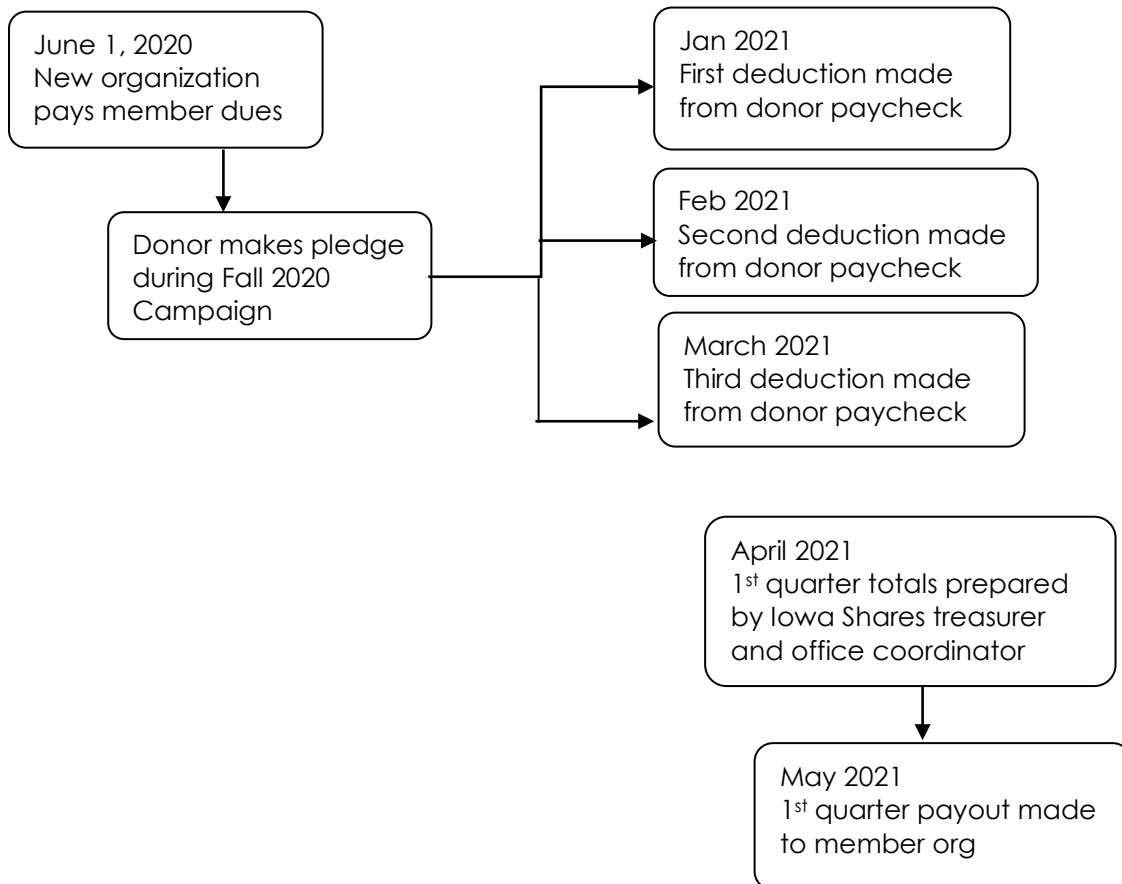 June 1, 2020
New organization
pays member dues
Donor makes pledge
during Fall 2020
Campaign
Jan 2021
First deduction made
from donor paycheck
Feb 2021
Second deduction made
from donor paycheck
March 2021
Third deduction made
from donor paycheck
April 2021
1st quarter totals prepared
by Iowa Shares treasurer
and office coordinator
May 2021
1st quarter payout made
to member org